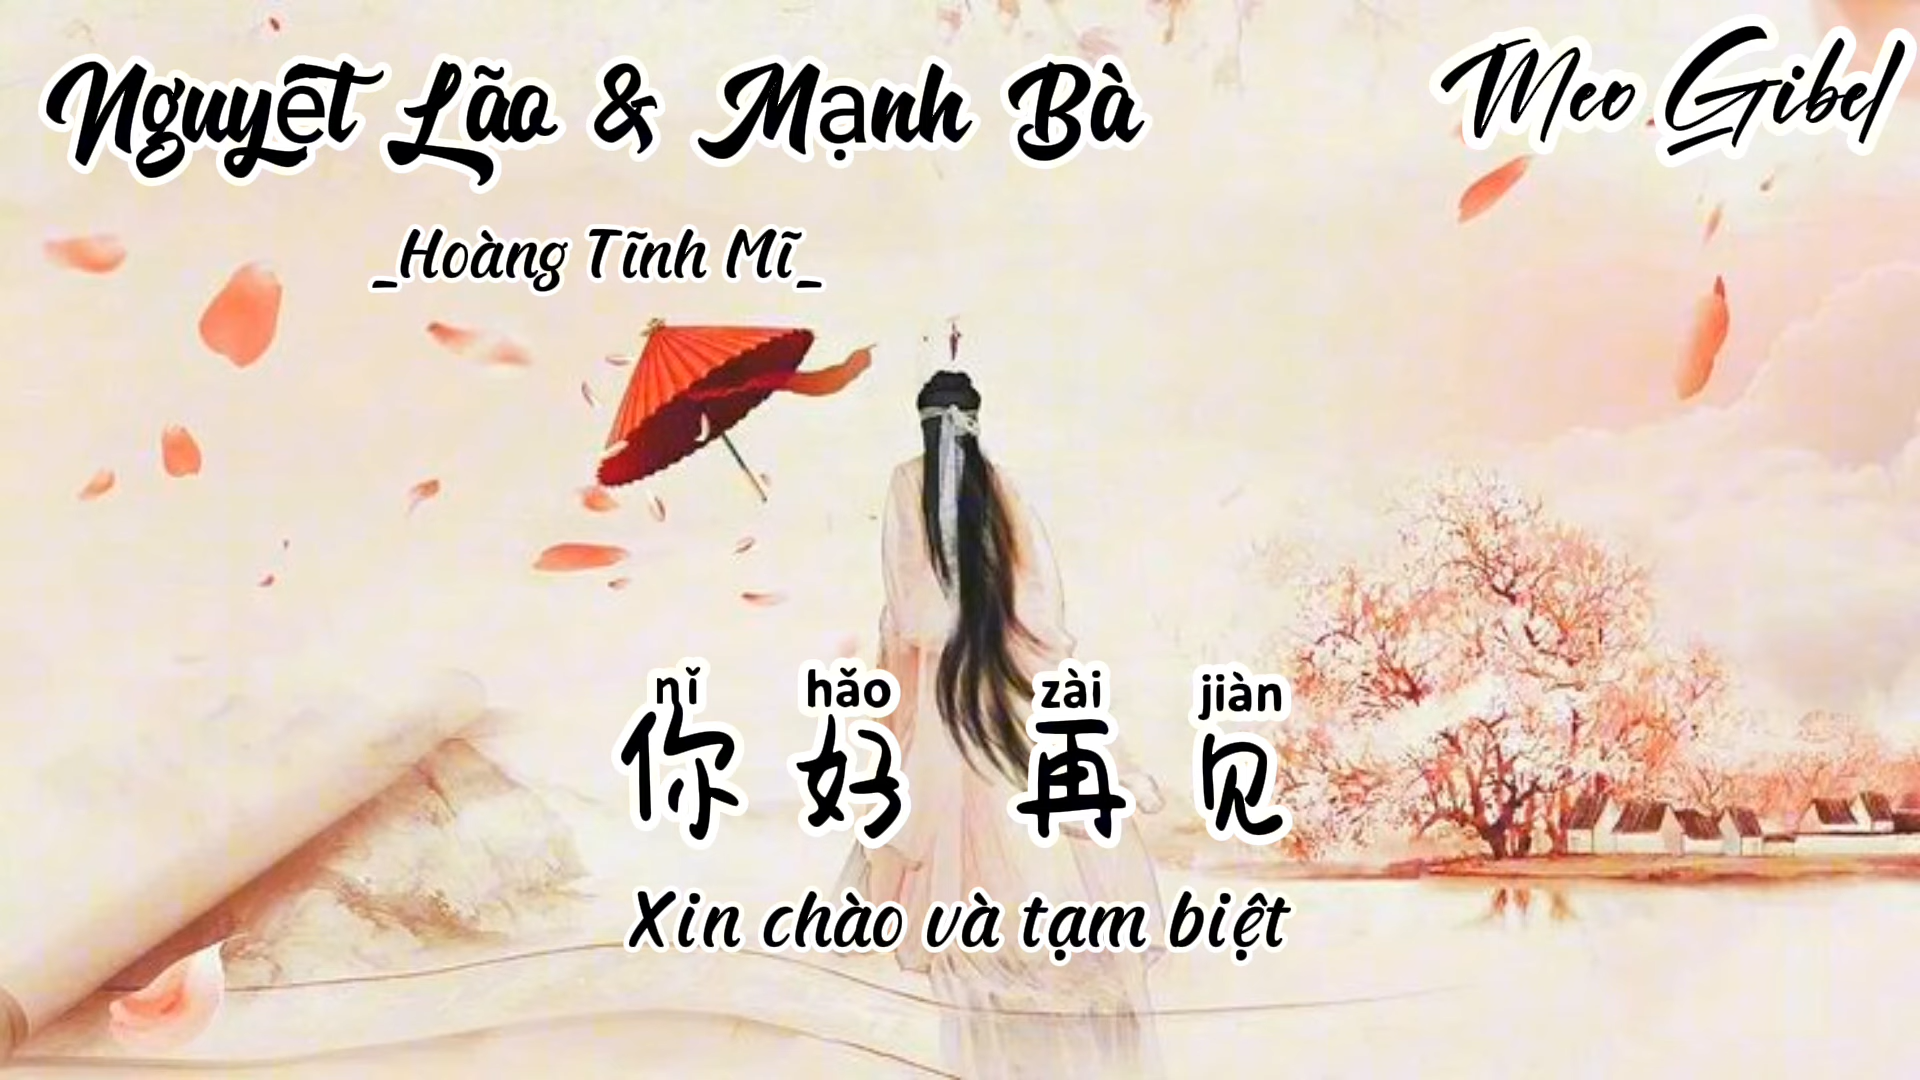 Nguyệt Lão & Mạnh Bà
Meo Gibel
_Hoàng Tĩnh Mĩ_
nǐ hǎo zài jiàn
你好 再见
Xin chào và tạm biệt